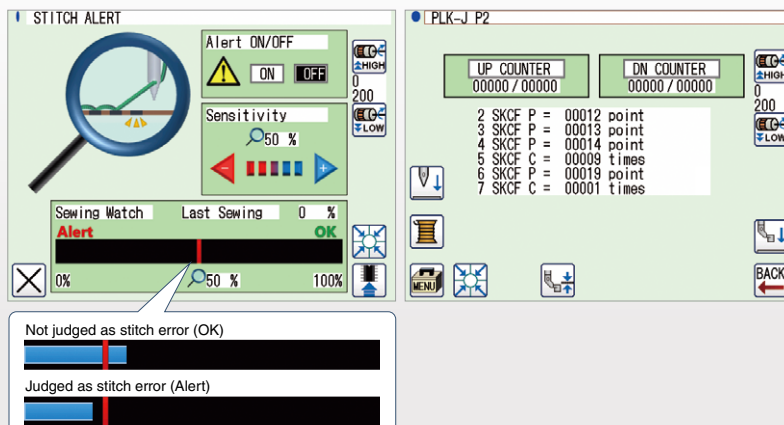 STITCH ALERT
Alert ON/OFF
ON OFF
HIGH
0
200
LOW
Sensitivity
50 %
Sewing Watch Last Sewing 0 %
Alert OK
0% 50 % 100%
Not judged as stitch error (OK)
Judged as stitch error (Alert)
PLK-J P2
UP COUNTER
00000/00000
DN COUNTER
00000/00000
HIGH
0
200
LOW
2 SKCF P = 00012 point
3 SKCF P = 00013 point
4 SKCF P = 00014 point
5 SKCF C = 00009 times
6 SKCF P = 00019 point
7 SKCF C = 00001 times
MENU
BACK